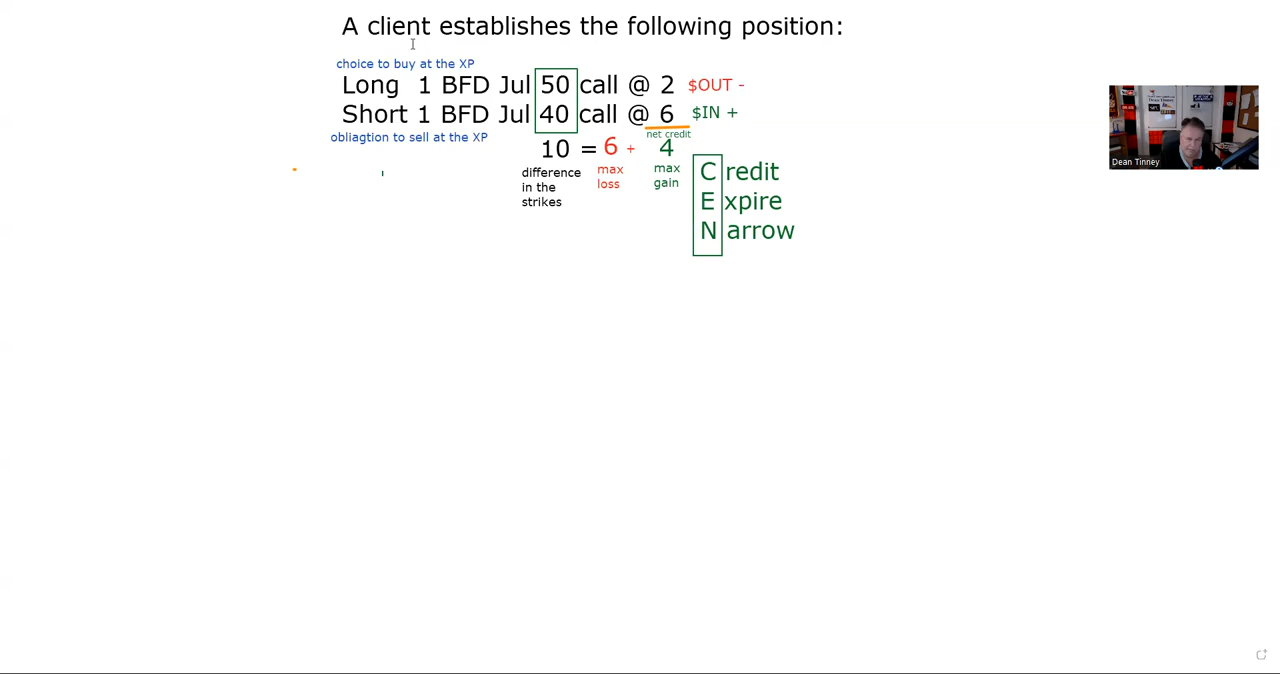 A client establishes the following position:
choice to buy at the XP
Long 1 BFD Jul 50 call @ 2 $OUT -
Short 1 BFD Jul 40 call @ 6 $IN +
obliagtion to sell at the XP
net credit
10 = 6 + 4
difference in the strikes
max loss
max gain
Credit
Expire
Narrow
Dean Tinney